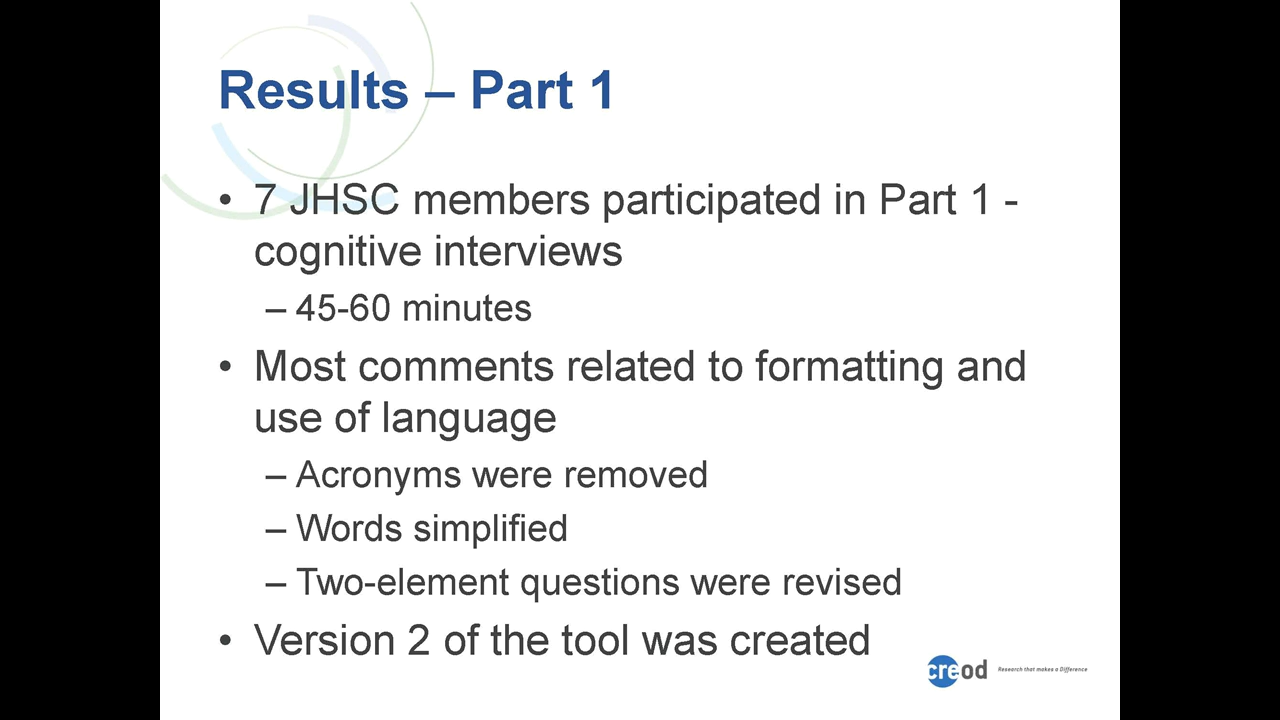 Results – Part 1
• 7 JHSC members participated in Part 1 -
cognitive interviews
– 45-60 minutes
• Most comments related to formatting and
use of language
– Acronyms were removed
– Words simplified
– Two-element questions were revised
• Version 2 of the tool was created
creod Research that makes a Difference